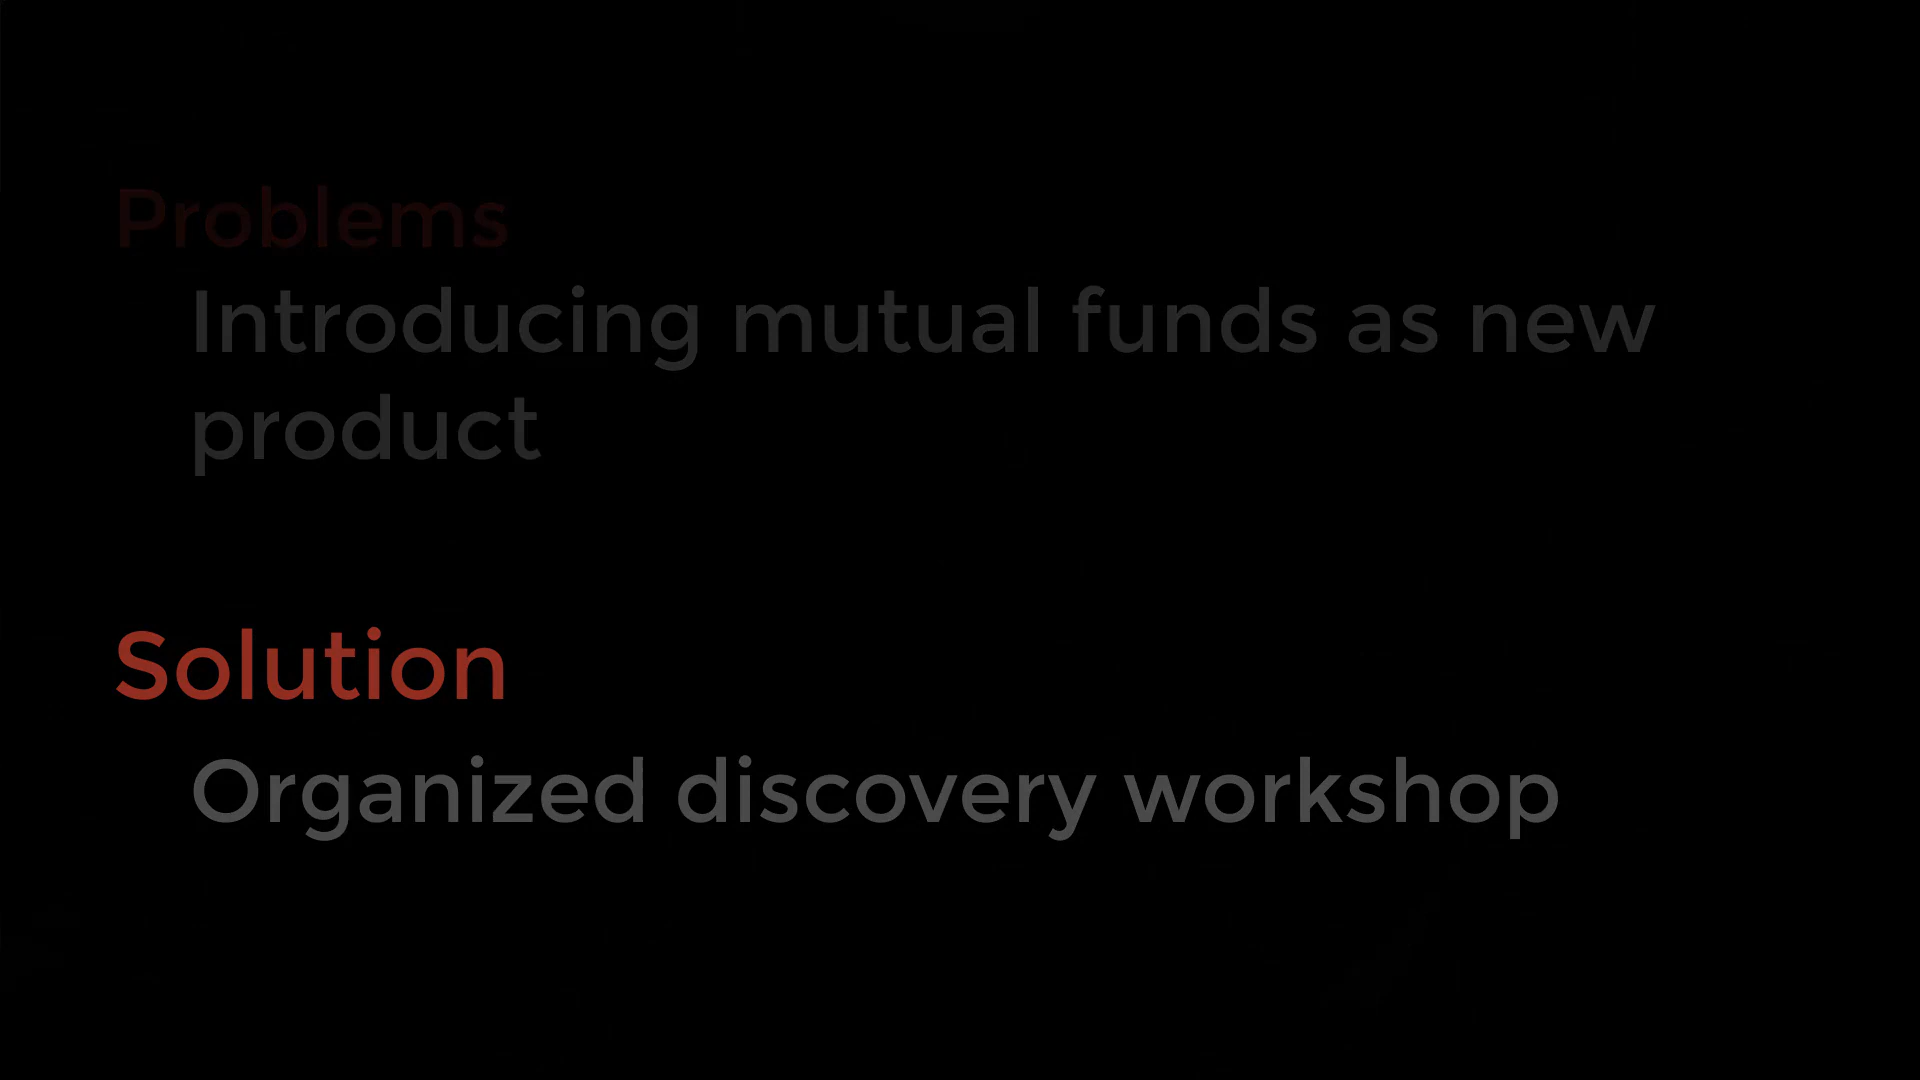 Problems
Introducing mutual funds as new
product
Solution
Organized discovery workshop